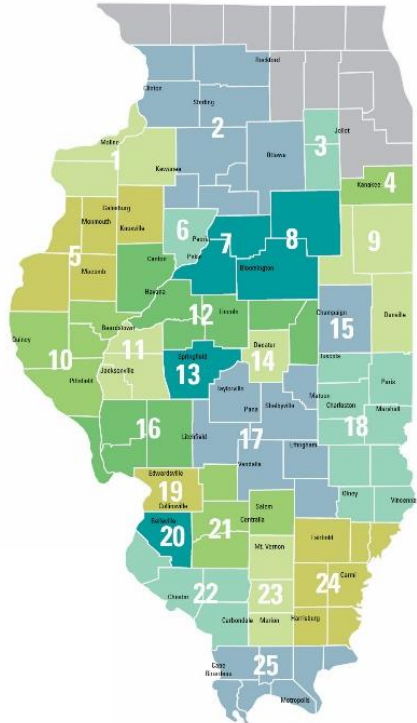 Rockford
Clinton
Sterling
2
Moline
1
Joliet
3
Ottawa
Kewanee
Kanakee
4
Galesburg
Monmouth
Knoxville
5
6
Peoria
Pekin
7
8
9
Macomb
Canton
Bloomington
Havana
Champaign
15
Danville
Quincy
10
Beardstown
12
Lincoln
11
Jacksonville
Springfield
13
Decatur
14
Tuscola
Pittsfield
Taylorville
Mattoon
Paris
Charleston
Marshall
18
Pana
Shelbyville
16
Litchfield
17
Effingham
Vandalia
Edwardsville
19
Collinsville
Olney
Vincennes
Salem
Centralia
21
Belleville
20
Mt. Vernon
Fairfield
24
Carmi
22
Chester
23
Carbondale
Marion
Harrisburg
Cape
Girardeau
25
Metropolis